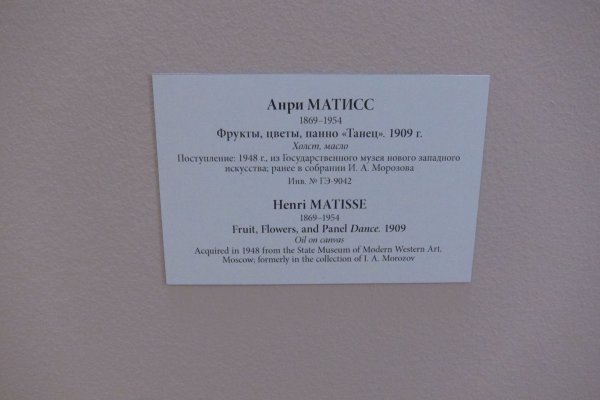 Анри МАТИСС
1869–1954
Фрукты, цветы, панно «Танец». 1909 г.
Холст, масло
Поступление: 1948 г., из Государственного музея нового западного
искусства; ранее в собрании И. А. Морозова
Инв. № ГЭ-9042
Henri MATISSE
1869–1954
Fruit, Flowers, and Panel Dance. 1909
Oil on canvas
Acquired in 1948 from the State Museum of Modern Western Art.
Moscow; formerly in the collection of I. A. Morozov